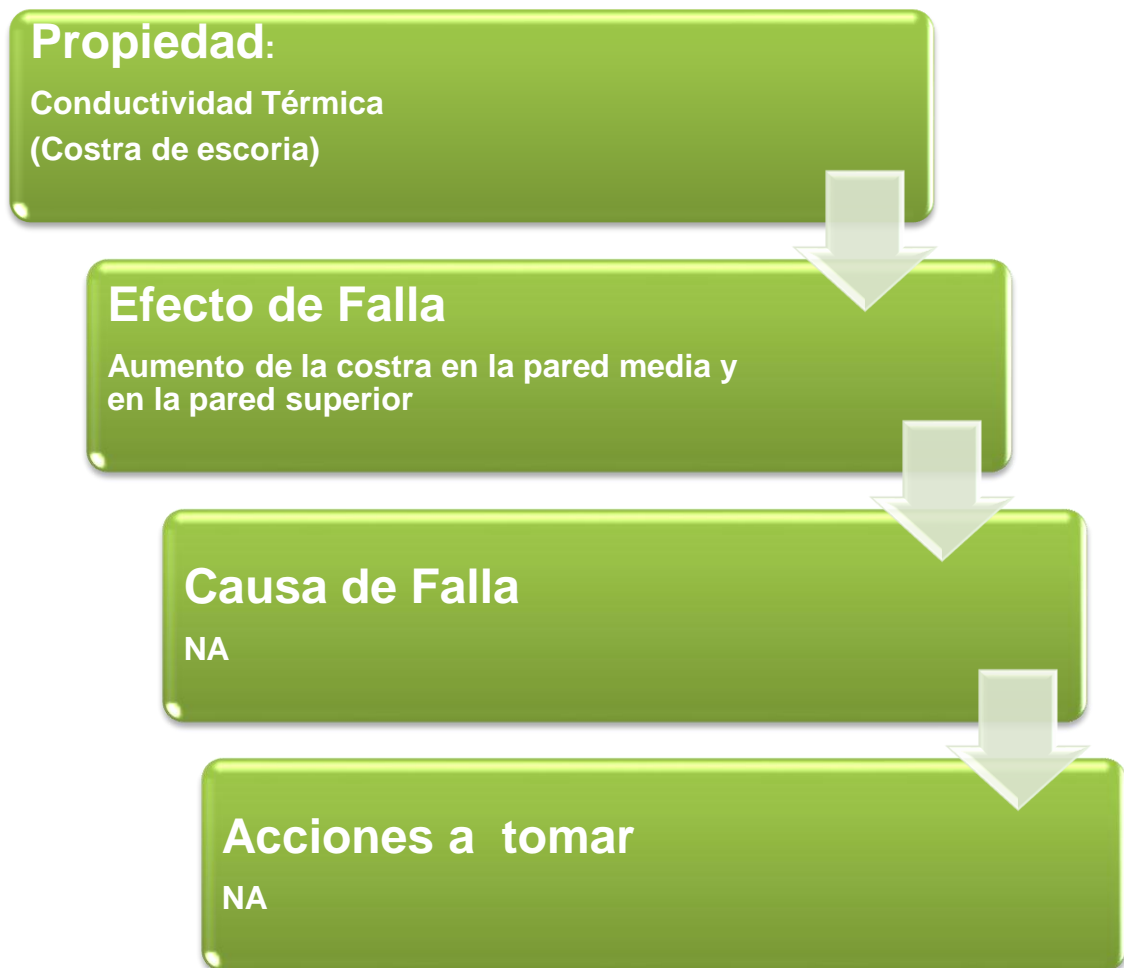 Propiedad:
Conductividad Térmica
(Costra de escoria)
Efecto de Falla
Aumento de la costra en la pared media y
en la pared superior
Causa de Falla
NA
Acciones a  tomar
NA